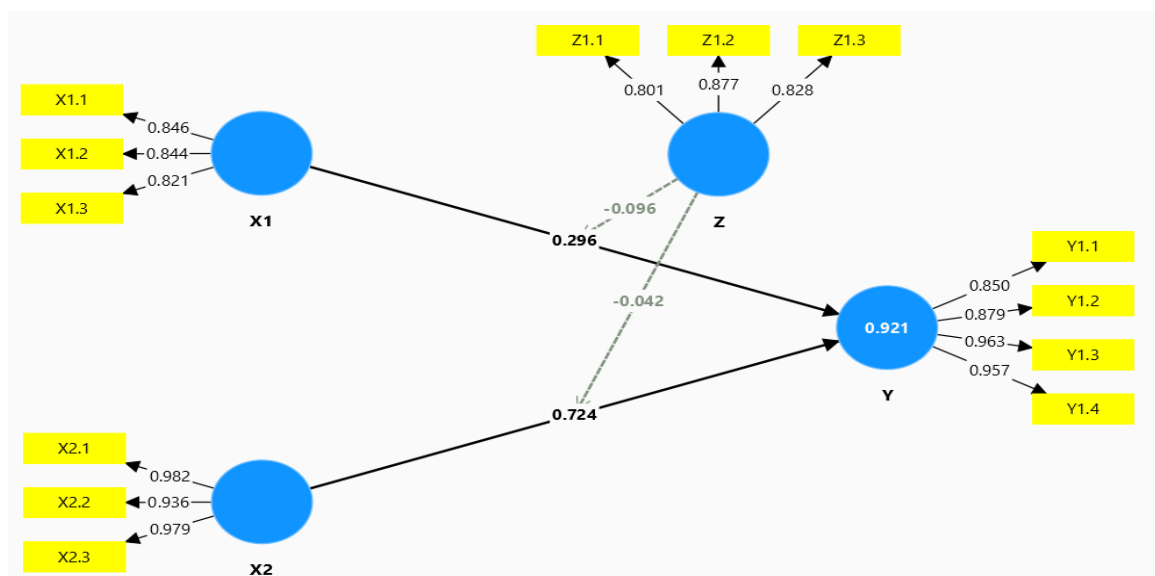 Z1.1
Z1.2
Z1.3
0.801
0.877
0.828
X1.1
X1.2
X1.3
0.846
0.844
0.821
X1
Z
-0.096
0.296
-0.042
0.724
Y1.1
Y1.2
Y1.3
Y1.4
0.850
0.879
0.963
0.957
0.921
Y
X2.1
X2.2
X2.3
0.982
0.936
0.979
X2